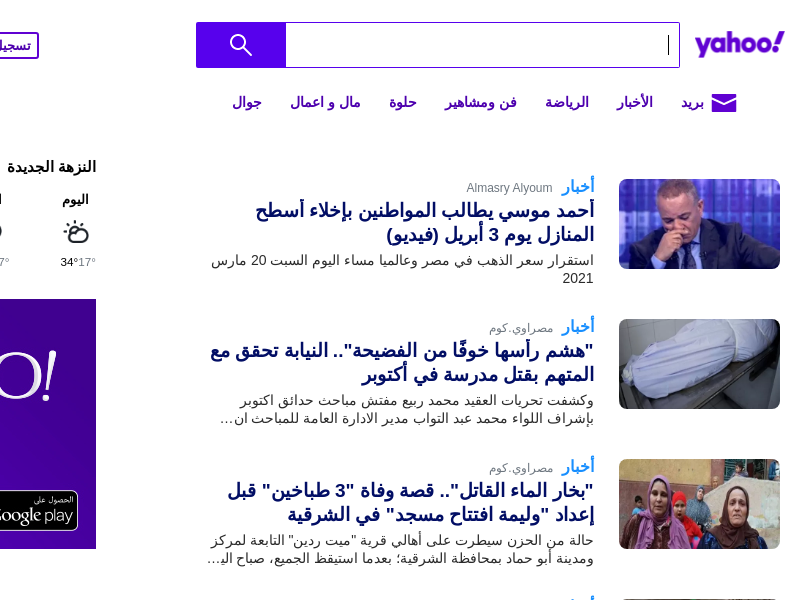 yahoo!
تسجيل
بريد
الأخبار
الرياضة
فن ومشاهير
حلوة
مال و اعمال
جوال
أخبار Almasry Alyoum
أحمد موسي يطالب المواطنين بإخلاء أسطح
المنازل يوم 3 أبريل (فيديو)
استقرار سعر الذهب في مصر وعالميا مساء اليوم السبت 20 مارس
2021
أخبار مصراوي.كوم
"هشم رأسها خوفًا من الفضيحة".. النيابة تحقق مع
المتهم بقتل مدرسة في أكتوبر
وكشفت تحريات العقيد محمد ربيع مفتش مباحث حدائق اكتوبر
بإشراف اللواء محمد عبد التواب مدير الادارة العامة للمباحث ان…
أخبار مصراوي.كوم
"بخار الماء القاتل".. قصة وفاة "3 طباخين" قبل
إعداد "وليمة افتتاح مسجد" في الشرقية
حالة من الحزن سيطرت على أهالي قرية "ميت ردين" التابعة لمركز
ومدينة أبو حماد بمحافظة الشرقية؛ بعدما استيقظ الجميع، صباح الي…
النزهة الجديدة
اليوم
34° 17°
7°
O!
الحصول على
Google play